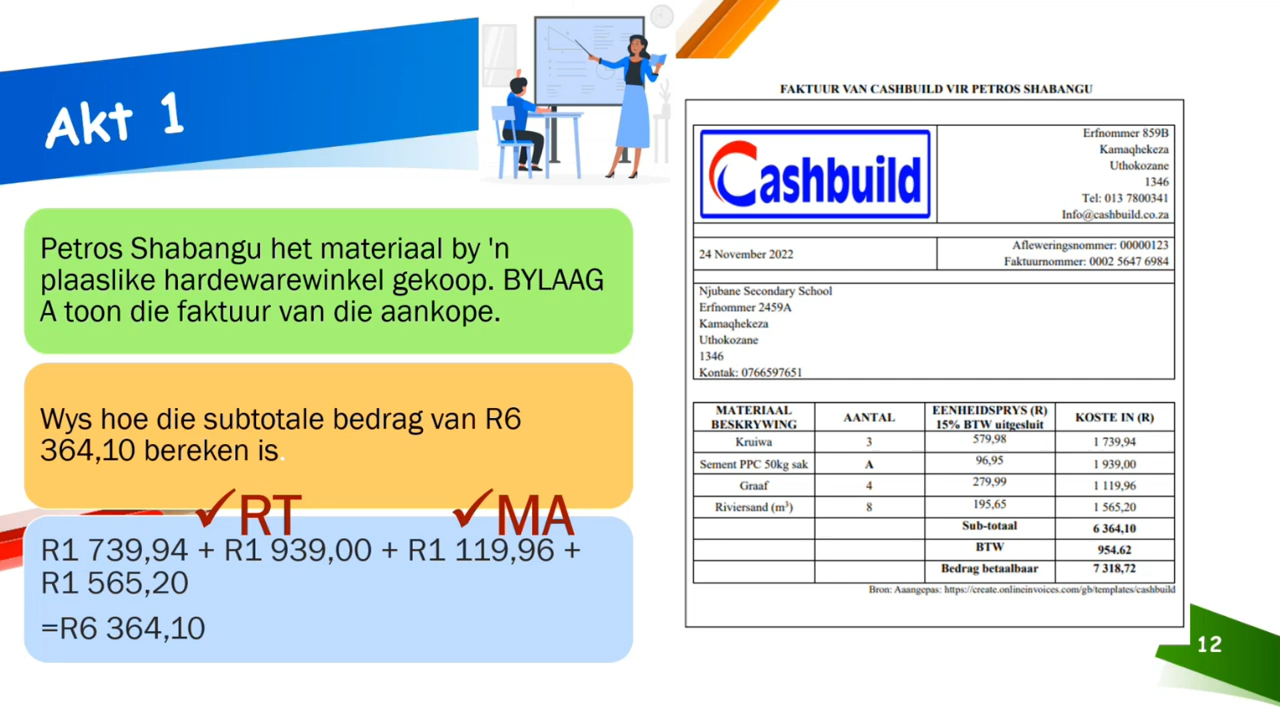 Akt 1
Petros Shabangu het materiaal by 'n
plaaslike hardewarewinkel gekoop. BYLAAG
A toon die faktuur van die aankope.
Wys hoe die subtotale bedrag van R6
364,10 bereken is.
✓RT ✓MA
R1 739,94 + R1 939,00 + R1 119,96 +
R1 565,20
=R6 364,10
FAKTUUR VAN CASHBUILD VIR PETROS SHABANGU
Cashbuild
Erfnommer 859B
Kamaqhekeza
Uthokozane
1346
Tel: 013 7800341
Info@cashbuild.co.za
24 November 2022
Afleweringsnommer: 00000123
Faktuurnommer: 0002 5647 6984
Njubane Secondary School
Erfnommer 2459A
Kamaqhekeza
Uthokozane
1346
Kontak: 0766597651
MATERIAAL BESKRYWING AANTAL EENHEIDSPRYS (R) 15% BTW uitgesluit KOSTE IN (R)
Kruiwa 3 579,98 1 739,94
Sement PPC 50kg sak A 96,95 1 939,00
Graaf 4 279,99 1 119,96
Riviersand (m³) 8 195,65 1 565,20
Sub-totaal 6 364,10
BTW 954.62
Bedrag betaalbaar 7 318,72
Bron: Aaangepas: https://create.onlineinvoices.com/gb/templates/cashbuild
12